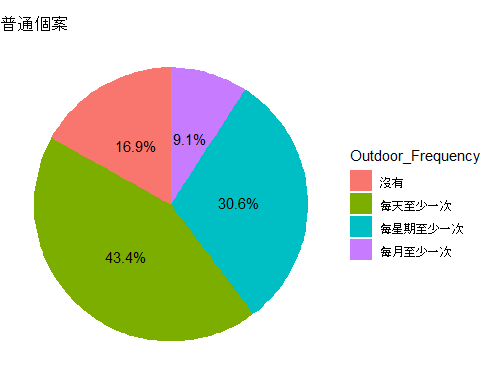 普通個案
9.1%
16.9%
30.6%
43.4%
Outdoor_Frequency
沒有
每天至少一次
每星期至少一次
每月至少一次